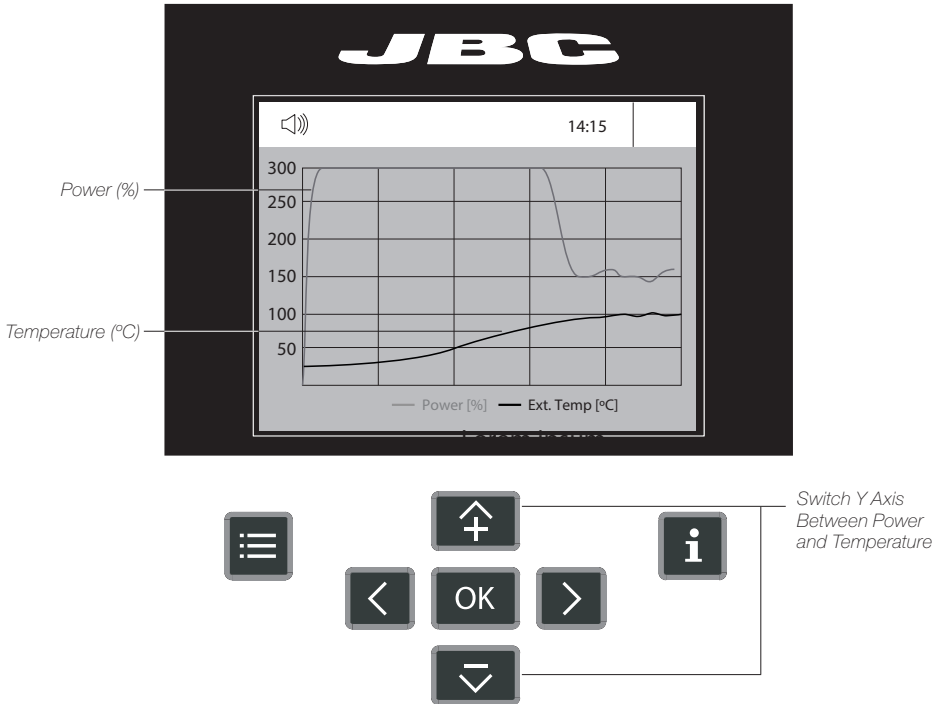 JBC
14:15
300
250
200
150
100
50
Power (%)
Temperature (ºC)
Power [%] Ext. Temp [ºC]
Switch Y Axis
Between Power
and Temperature
i
OK